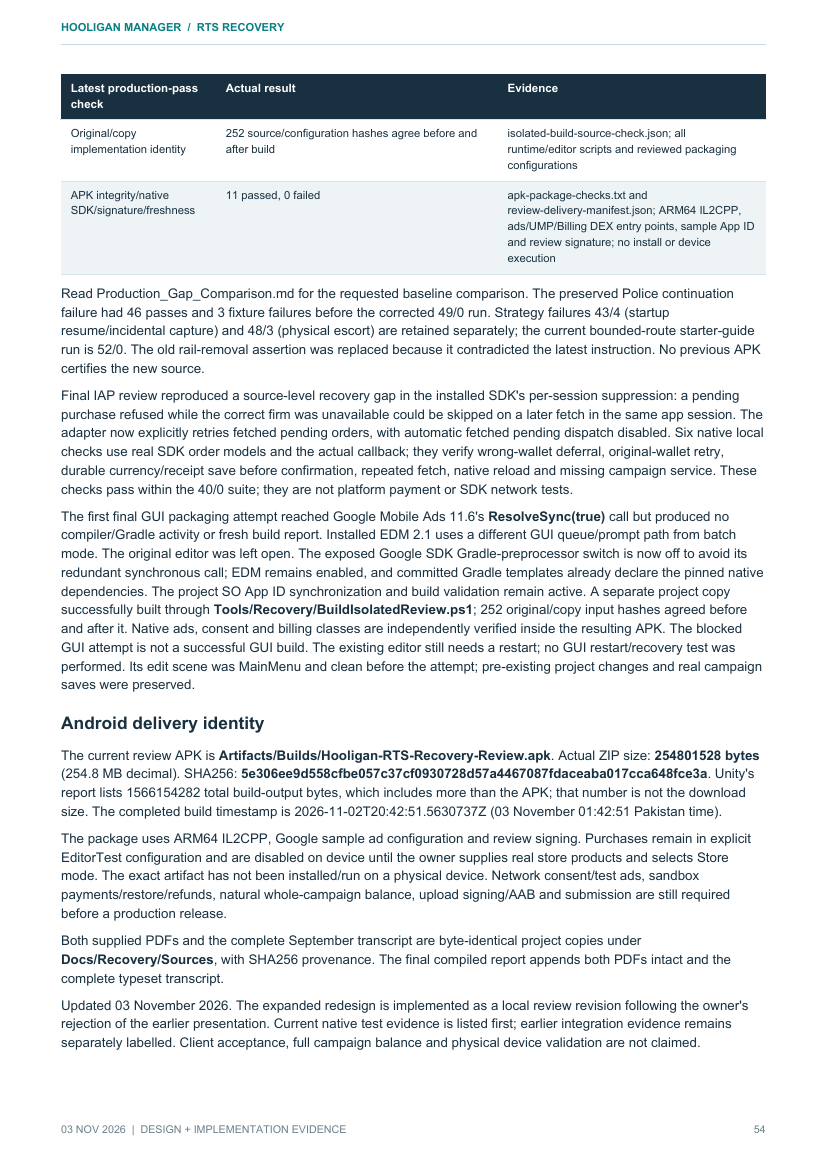 HOOLIGAN MANAGER / RTS RECOVERY
Latest production-pass check
Actual result
Evidence
Original/copy implementation identity
252 source/configuration hashes agree before and after build
isolated-build-source-check.json; all runtime/editor scripts and reviewed packaging configurations
APK integrity/native SDK/signature/freshness
11 passed, 0 failed
apk-package-checks.txt and
review-delivery-manifest.json; ARM64 IL2CPP,
ads/UMP/Billing DEX entry points, sample App ID
and review signature; no install or device
execution
Read Production_Gap_Comparison.md for the requested baseline comparison. The preserved Police continuation
failure had 46 passes and 3 fixture failures before the corrected 49/0 run. Strategy failures 43/4 (startup
resume/incidental capture) and 48/3 (physical escort) are retained separately; the current bounded-route starter-guide
run is 52/0. The old rail-removal assertion was replaced because it contradicted the latest instruction. No previous APK
certifies the new source.
Final IAP review reproduced a source-level recovery gap in the installed SDK's per-session suppression: a pending
purchase refused while the correct firm was unavailable could be skipped on a later fetch in the same app session. The
adapter now explicitly retries fetched pending orders, with automatic fetched pending dispatch disabled. Six native local
checks use real SDK order models and the actual callback; they verify wrong-wallet deferral, original-wallet retry,
durable currency/receipt save before confirmation, repeated fetch, native reload and missing campaign service. These
checks pass within the 40/0 suite; they are not platform payment or SDK network tests.
The first final GUI packaging attempt reached Google Mobile Ads 11.6's ResolveSync(true) call but produced no
compiler/Gradle activity or fresh build report. Installed EDM 2.1 uses a different GUI queue/prompt path from batch
mode. The original editor was left open. The exposed Google SDK Gradle-preprocessor switch is now off to avoid its
redundant synchronous call; EDM remains enabled, and committed Gradle templates already declare the pinned native
dependencies. The project SO App ID synchronization and build validation remain active. A separate project copy
successfully built through Tools/Recovery/BuildIsolatedReview.ps1; 252 original/copy input hashes agreed before
and after it. Native ads, consent and billing classes are independently verified inside the resulting APK. The blocked
GUI attempt is not a successful GUI build. The existing editor still needs a restart; no GUI restart/recovery test was
performed. Its edit scene was MainMenu and clean before the attempt; pre-existing project changes and real campaign
saves were preserved.
Android delivery identity
The current review APK is Artifacts/Builds/Hooligan-RTS-Recovery-Review.apk. Actual ZIP size: 254801528 bytes
(254.8 MB decimal). SHA256: 5e306ee9d558cfbe057c37cf0930728d57a4467087fdaceaba017cca648fce3a. Unity's
report lists 1566154282 total build-output bytes, which includes more than the APK; that number is not the download
size. The completed build timestamp is 2026-11-02T20:42:51.5630737Z (03 November 01:42:51 Pakistan time).
The package uses ARM64 IL2CPP, Google sample ad configuration and review signing. Purchases remain in explicit
EditorTest configuration and are disabled on device until the owner supplies real store products and selects Store
mode. The exact artifact has not been installed/run on a physical device. Network consent/test ads, sandbox
payments/restore/refunds, natural whole-campaign balance, upload signing/AAB and submission are still required
before a production release.
Both supplied PDFs and the complete September transcript are byte-identical project copies under
Docs/Recovery/Sources, with SHA256 provenance. The final compiled report appends both PDFs intact and the
complete typeset transcript.
Updated 03 November 2026. The expanded redesign is implemented as a local review revision following the owner's
rejection of the earlier presentation. Current native test evidence is listed first; earlier integration evidence remains
separately labelled. Client acceptance, full campaign balance and physical device validation are not claimed.
03 NOV 2026 | DESIGN + IMPLEMENTATION EVIDENCE
54